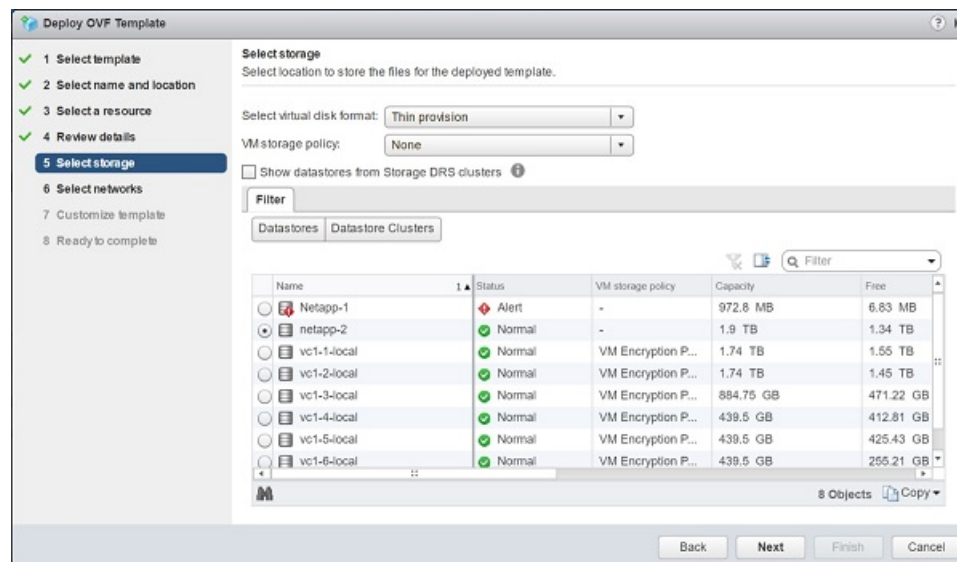 Deploy OVF Template
1 Select template
2 Select name and location
3 Select a resource
4 Review details
5 Select storage
6 Select networks
7 Customize template
8 Ready to complete
Select storage
Select location to store the files for the deployed template.
Select virtual disk format: Thin provision
VM storage policy: None
Show datastores from Storage DRS clusters
Filter
Datastores Datastore Clusters
Filter
Name 1 Status VM storage policy Capacity Free
Netapp-1 Alert - 972.8 MB 6.83 MB
netapp-2 Normal - 1.9 TB 1.34 TB
vc1-1-local Normal VM Encryption P... 1.74 TB 1.55 TB
vc1-2-local Normal VM Encryption P... 1.74 TB 1.45 TB
vc1-3-local Normal VM Encryption P... 884.75 GB 471.22 GB
vc1-4-local Normal VM Encryption P... 439.5 GB 412.81 GB
vc1-5-local Normal VM Encryption P... 439.5 GB 425.43 GB
vc1-6-local Normal VM Encryption P... 439.5 GB 255.21 GB
8 Objects Copy
Back Next Finish Cancel